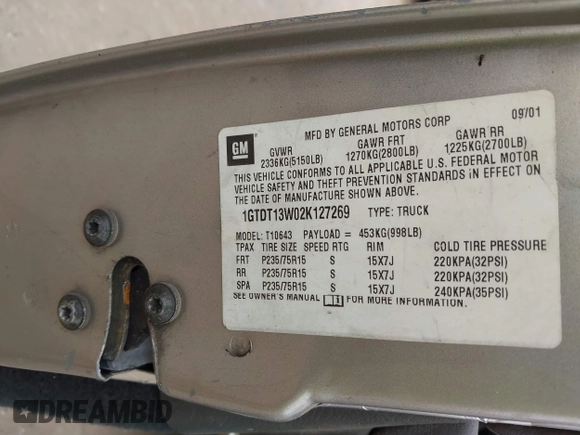 GM
MFD BY GENERAL MOTORS CORP 09/01
GVWR GAWR FRT GAWR RR
2336KG(5150LB) 1270KG(2800LB) 1225KG(2700LB)
THIS VEHICLE CONFORMS TO ALL APPLICABLE U.S. FEDERAL MOTOR
VEHICLE SAFETY AND THEFT PREVENTION STANDARDS IN EFFECT ON
THE DATE OF MANUFACTURE SHOWN ABOVE.
1GTDT13W02K127269 TYPE: TRUCK
MODEL: T10643 PAYLOAD = 453KG(998LB)
TPAX TIRE SIZE SPEED RTG RIM COLD TIRE PRESSURE
FRT P235/75R15 S 15X7J 220KPA(32PSI)
RR P235/75R15 S 15X7J 220KPA(32PSI)
SPA P235/75R15 S 15X7J 240KPA(35PSI)
SEE OWNER'S MANUAL FOR MORE INFORMATION.
DREAMBID